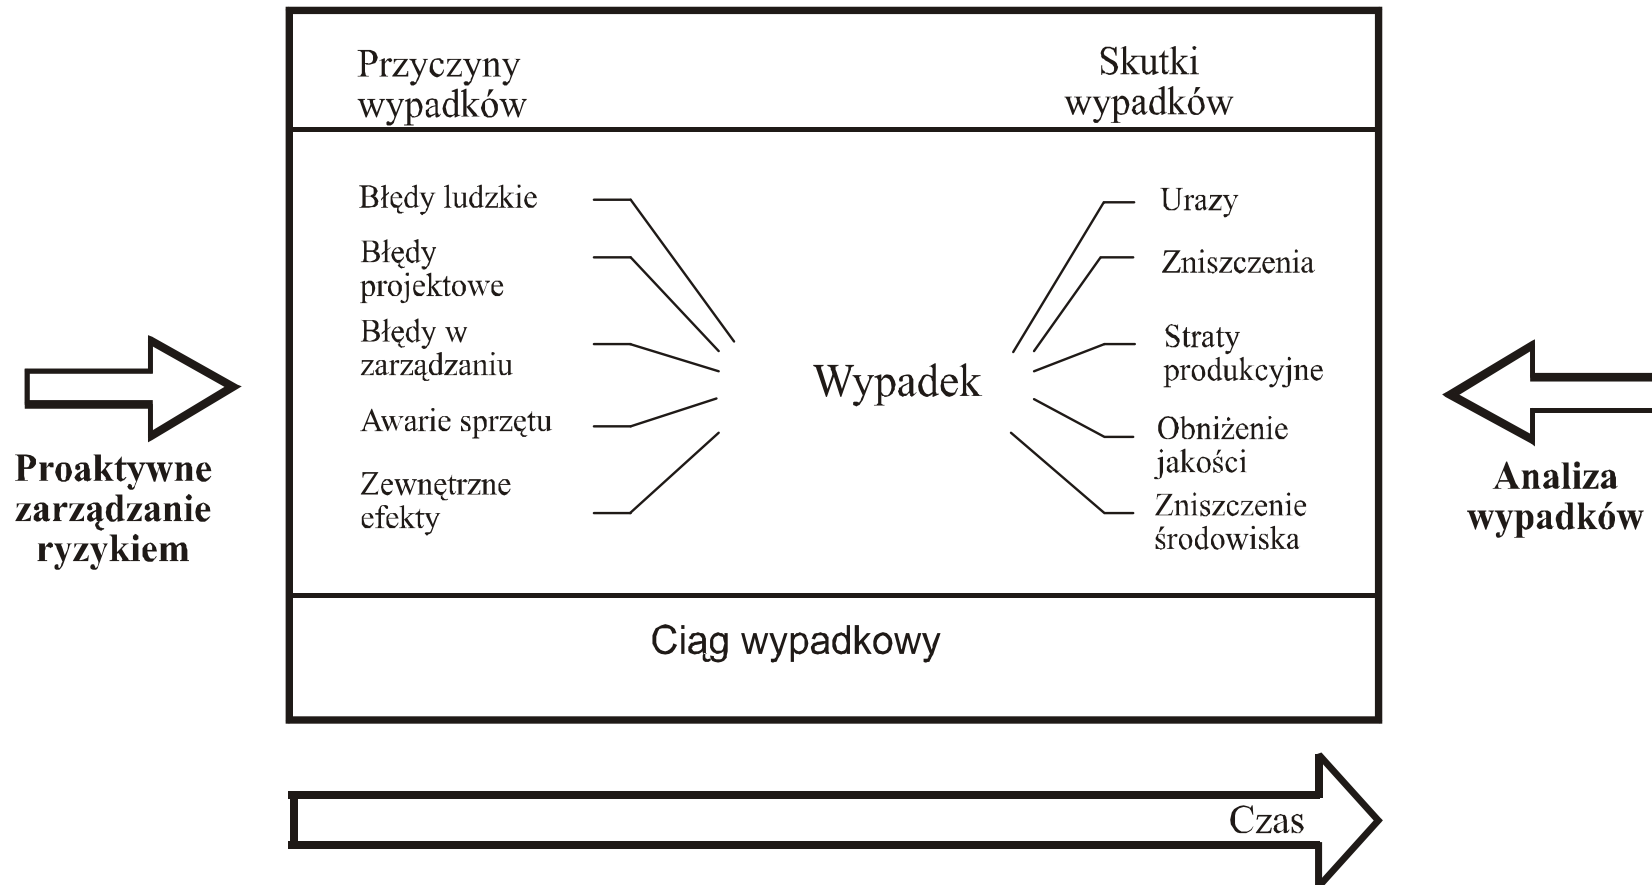 Przyczyny
wypadków
Skutki
wypadków
Błędy ludzkie
Błędy
projektowe
Błędy w
zarządzaniu
Awarie sprzętu
Zewnętrzne
efekty
Wypadek
Urazy
Zniszczenia
Straty
produkcyjne
Obniżenie
jakości
Zniszczenie
środowiska
Proaktywne
zarządzanie
ryzykiem
Analiza
wypadków
Ciąg wypadkowy
Czas